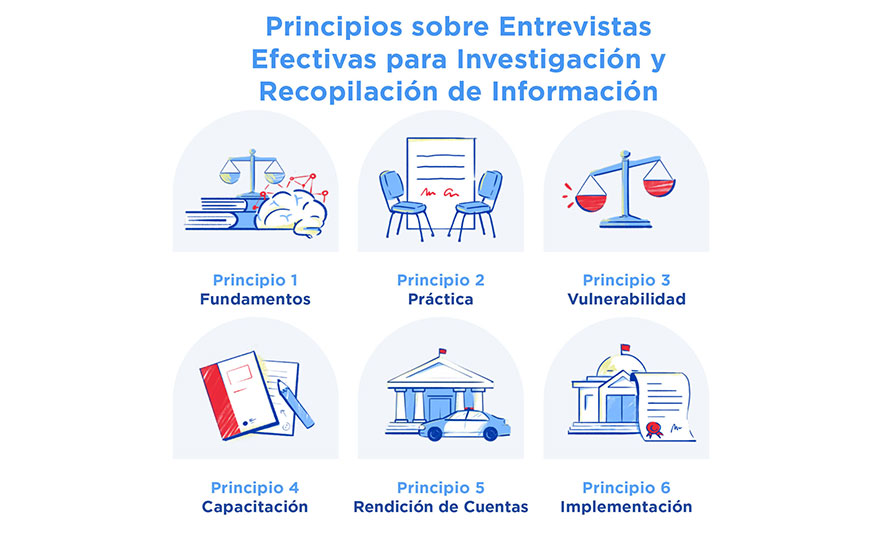 Principios sobre Entrevistas
Efectivas para Investigación y
Recopilación de Información
Principio 1
Fundamentos
Principio 2
Práctica
Principio 3
Vulnerabilidad
Principio 4
Capacitación
Principio 5
Rendición de Cuentas
Principio 6
Implementación